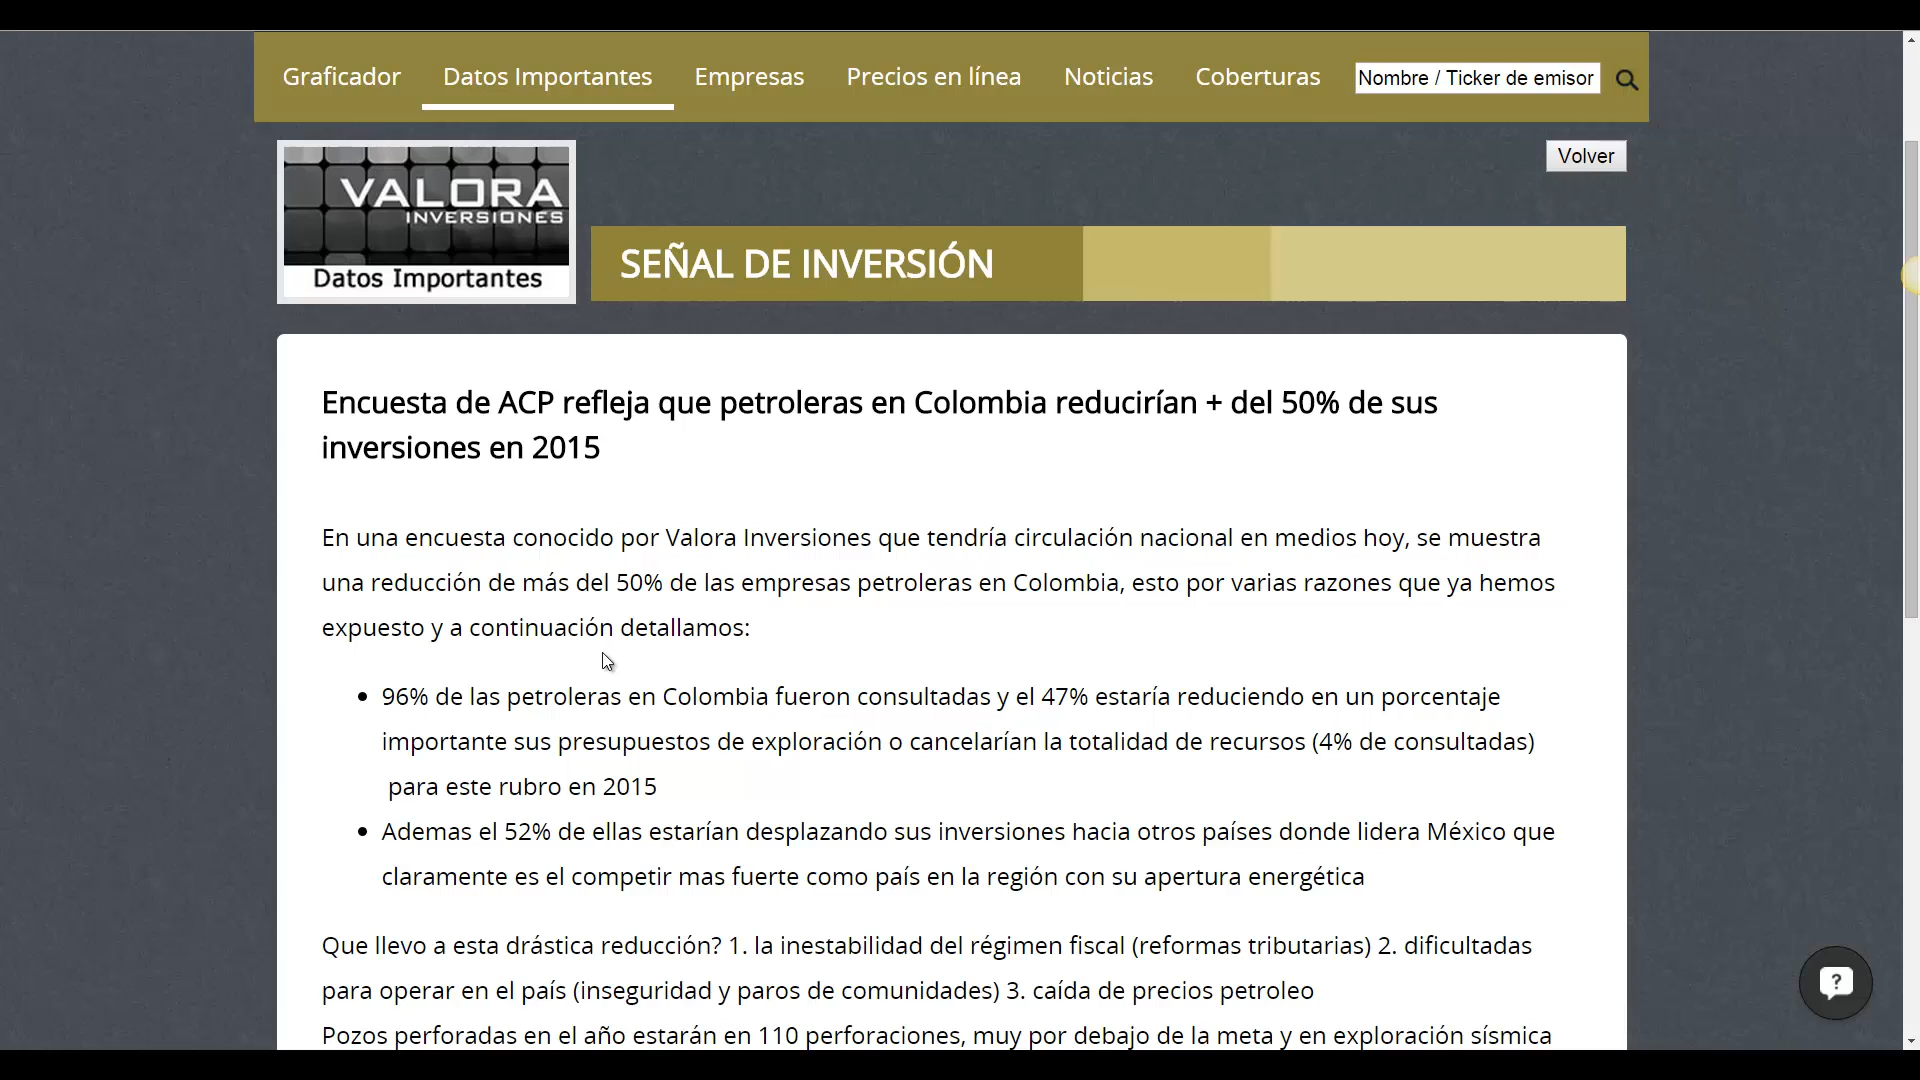 Graficador Datos Importantes Empresas Precios en línea Noticias Coberturas Nombre / Ticker de emisor
Volver
VALORA
INVERSIONES
Datos Importantes
SEÑAL DE INVERSIÓN
Encuesta de ACP refleja que petroleras en Colombia reducirían + del 50% de sus
inversiones en 2015
En una encuesta conocido por Valora Inversiones que tendría circulación nacional en medios hoy, se muestra
una reducción de más del 50% de las empresas petroleras en Colombia, esto por varias razones que ya hemos
expuesto y a continuación detallamos:
• 96% de las petroleras en Colombia fueron consultadas y el 47% estaría reduciendo en un porcentaje
importante sus presupuestos de exploración o cancelarían la totalidad de recursos (4% de consultadas)
para este rubro en 2015
• Ademas el 52% de ellas estarían desplazando sus inversiones hacia otros países donde lidera México que
claramente es el competir mas fuerte como país en la región con su apertura energética
Que llevo a esta drástica reducción? 1. la inestabilidad del régimen fiscal (reformas tributarias) 2. dificultadas
para operar en el país (inseguridad y paros de comunidades) 3. caída de precios petroleo
Pozos perforadas en el año estarán en 110 perforaciones, muy por debajo de la meta y en exploración sísmica